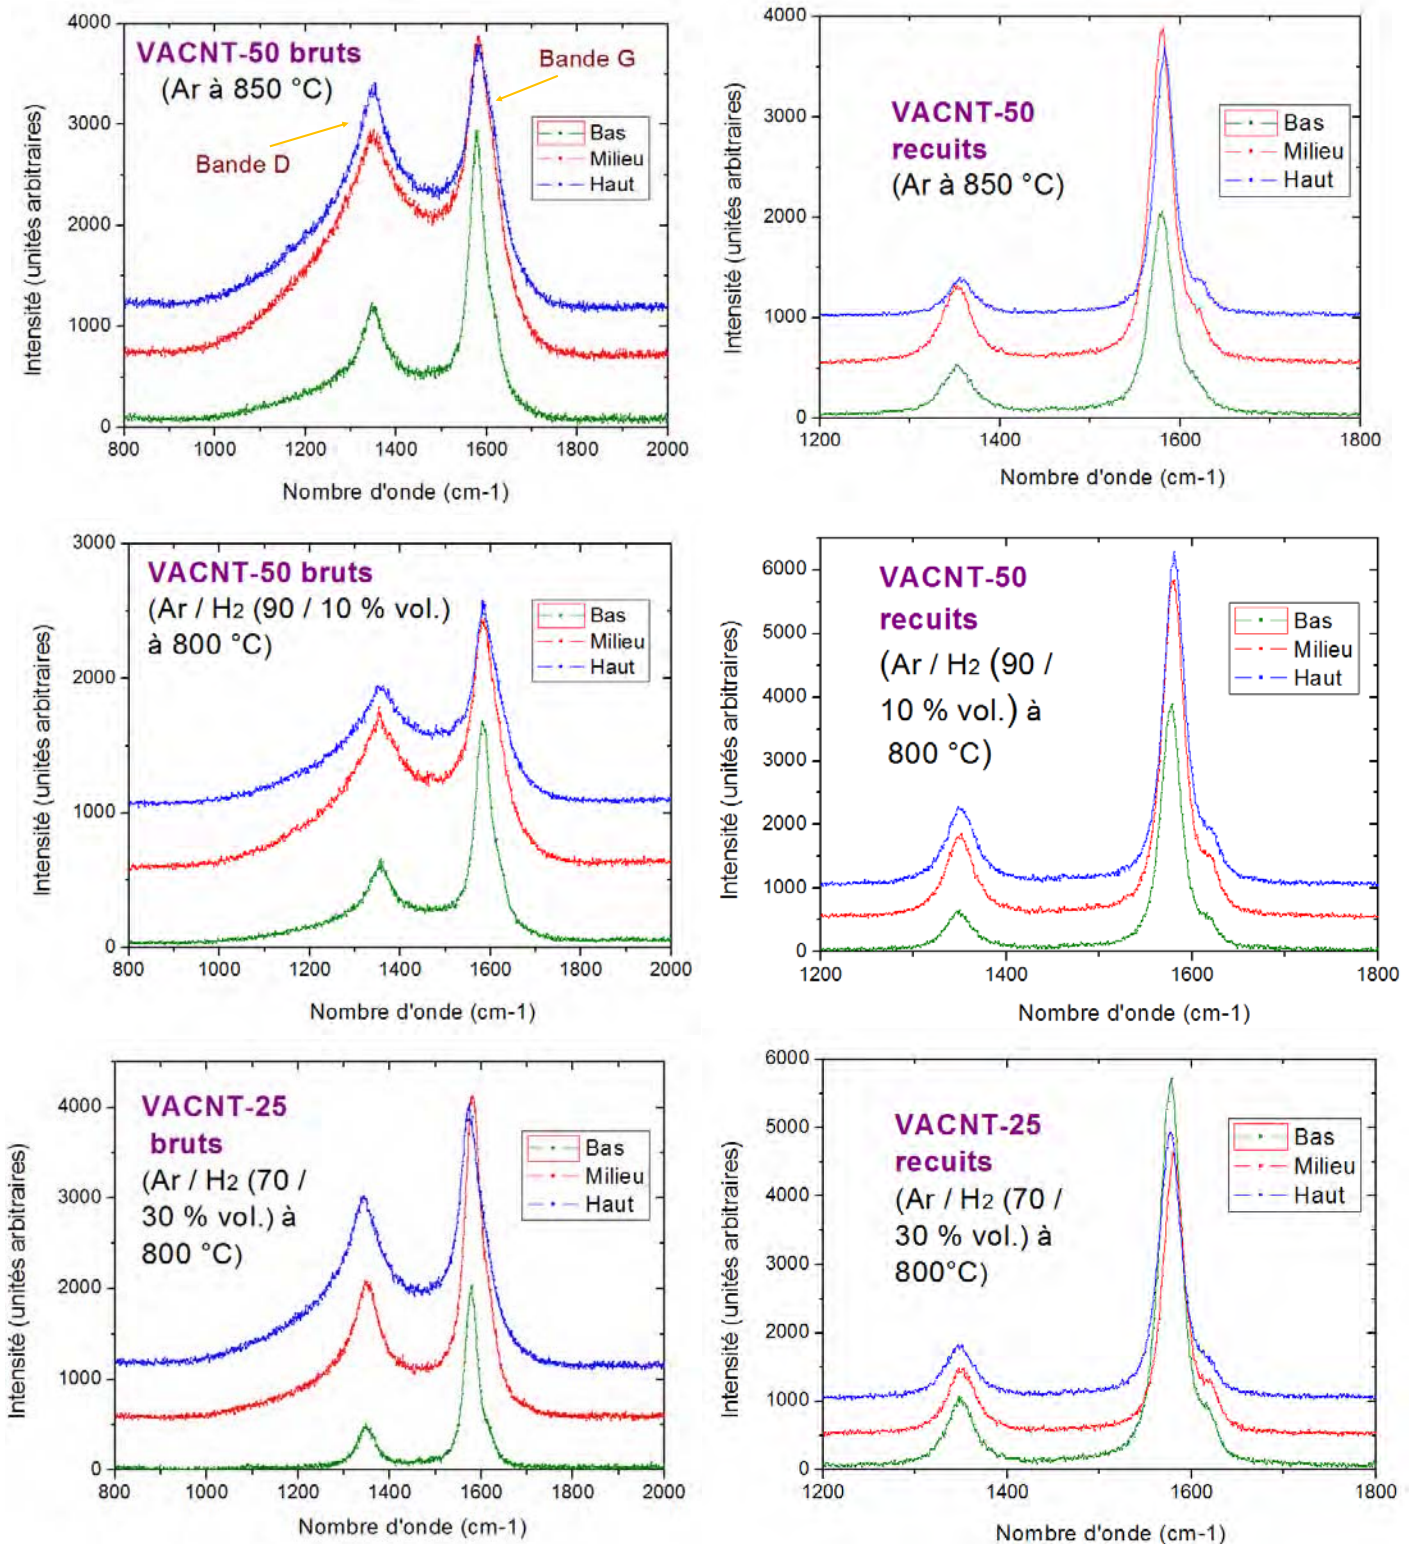 VACNT-50 bruts
(Ar à 850 °C)
Bande G
Bande D
Bas
Milieu
Haut
4000
3000
2000
1000
0
800
1000
1200
1400
1600
1800
2000
Intensité (unités arbitraires)
Nombre d'onde (cm-1)
VACNT-50
recuits
(Ar à 850 °C)
Bas
Milieu
Haut
4000
3000
2000
1000
0
1200
1400
1600
1800
Intensité (unités arbitraires)
Nombre d'onde (cm-1)
VACNT-50 bruts
(Ar / H2 (90 / 10 % vol.)
à 800 °C)
Bas
Milieu
Haut
3000
2000
1000
0
800
1000
1200
1400
1600
1800
2000
Intensité (unités arbitraires)
Nombre d'onde (cm-1)
VACNT-50
recuits
(Ar / H2 (90 /
10 % vol.) à
800 °C)
Bas
Milieu
Haut
6000
5000
4000
3000
2000
1000
0
1200
1400
1600
1800
Intensité (unités arbitraires)
Nombre d'onde (cm-1)
VACNT-25
bruts
(Ar / H2 (70 /
30 % vol.) à
800 °C)
Bas
Milieu
Haut
4000
3000
2000
1000
0
800
1000
1200
1400
1600
1800
2000
Intensité (unités arbitraires)
Nombre d'onde (cm-1)
VACNT-25
recuits
(Ar / H2 (70 /
30 % vol.) à
800°C)
Bas
Milieu
Haut
6000
5000
4000
3000
2000
1000
0
1200
1400
1600
1800
Intensité (unités arbitraires)
Nombre d'onde (cm-1)